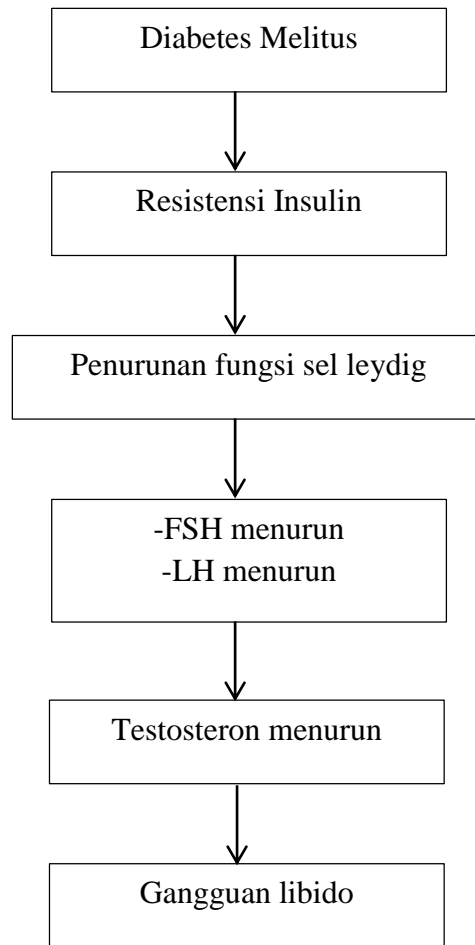 Diabetes Melitus
Resistensi Insulin
Penurunan fungsi sel leydig
-FSH menurun
-LH menurun
Testosteron menurun
Gangguan libido